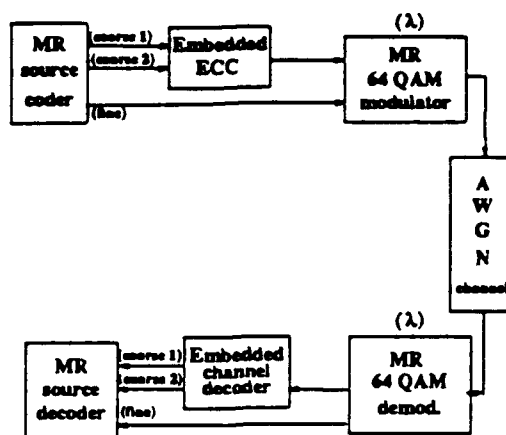 (λ)
MR
source
coder
(coarse 1)
(coarse 2)
(fine)
Embedded
ECC
MR
64 QAM
modulator
A
W
G
N
channel
(λ)
MR
source
decoder
(coarse 1)
(coarse 2)
(fine)
Embedded
channel
decoder
MR
64 QAM
demod.